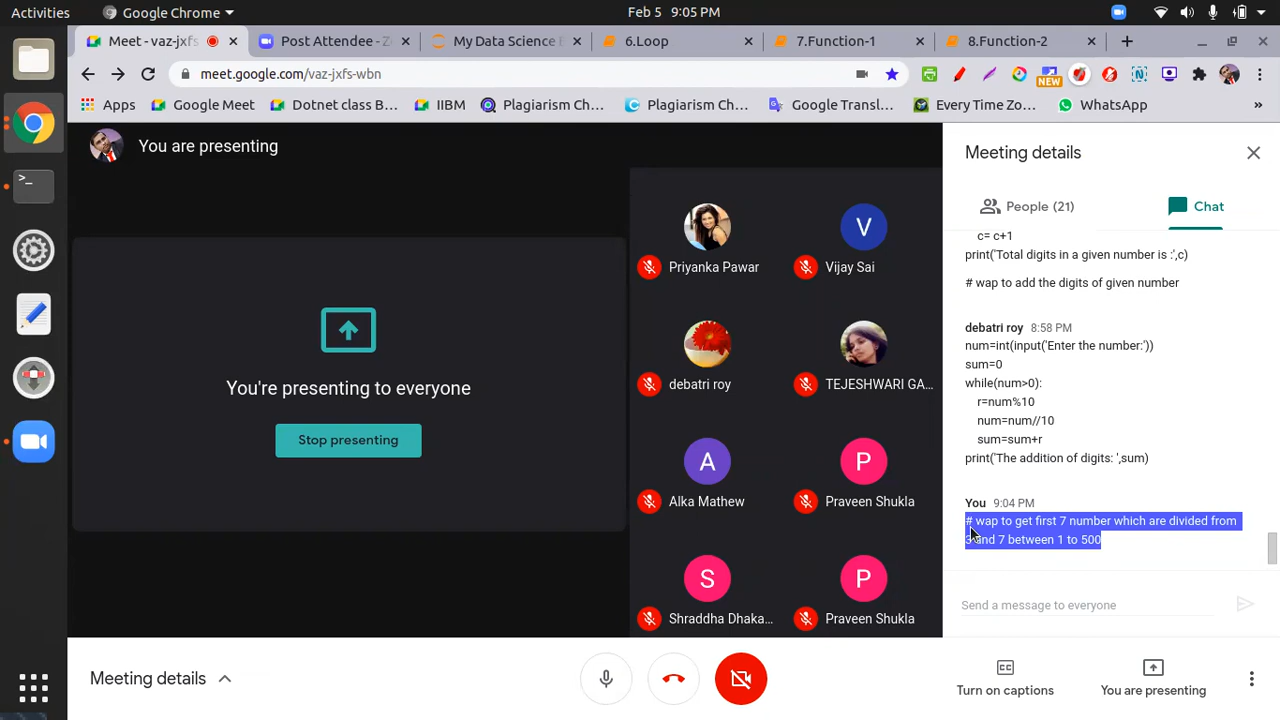 Activities
Google Chrome
Feb 5 9:05 PM
Meet - vaz-jxfs
Post Attendee - Z
My Data Science B
6.Loop
7.Function-1
8.Function-2
meet.google.com/vaz-jxfs-wbn
NEW
Apps
Google Meet
Dotnet class B...
IIBM
Plagiarism Ch...
Plagiarism Ch...
Google Transl...
Every Time Zo...
WhatsApp
»
You are presenting
You're presenting to everyone
Stop presenting
Priyanka Pawar
V
Vijay Sai
debatri roy
TEJESHWARI GA...
A
Alka Mathew
P
Praveen Shukla
S
Shraddha Dhaka...
P
Praveen Shukla
Meeting details
People (21)
Chat
c= c+1
print('Total digits in a given number is :',c)
# wap to add the digits of given number
debatri roy 8:58 PM
num=int(input('Enter the number:'))
sum=0
while(num>0):
r=num%10
num=num//10
sum=sum+r
print('The addition of digits: ',sum)
You 9:04 PM
# wap to get first 7 number which are divided from
3 and 7 between 1 to 500
Send a message to everyone
Meeting details
CC
Turn on captions
You are presenting